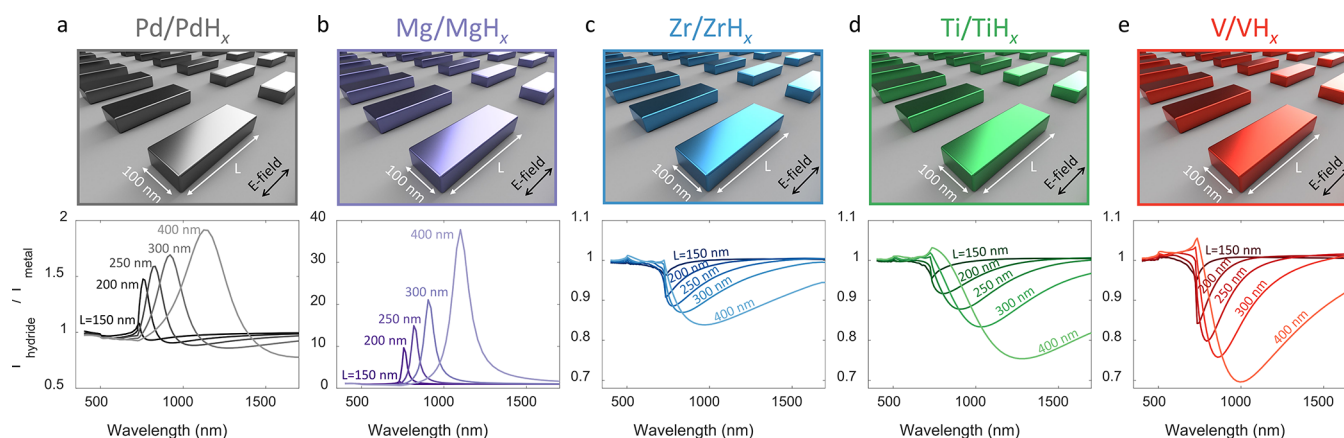 a Pd/PdHx
100 nm
L
E-field
2
1.5
1
0.5
I hydride / I metal
400 nm
300 nm
250 nm
200 nm
L=150 nm
500 1000 1500
Wavelength (nm)
b Mg/MgHx
100 nm
L
E-field
40
30
20
10
0
400 nm
300 nm
250 nm
200 nm
L=150 nm
500 1000 1500
Wavelength (nm)
c Zr/ZrHx
100 nm
L
E-field
1.1
1
0.9
0.8
0.7
L=150 nm
200 nm
250 nm
300 nm
400 nm
500 1000 1500
Wavelength (nm)
d Ti/TiHx
100 nm
L
E-field
1.1
1
0.9
0.8
0.7
L=150 nm
200 nm
250 nm
300 nm
400 nm
500 1000 1500
Wavelength (nm)
e V/VHx
100 nm
L
E-field
1.1
1
0.9
0.8
0.7
L=150 nm
200 nm
250 nm
300 nm
400 nm
500 1000 1500
Wavelength (nm)